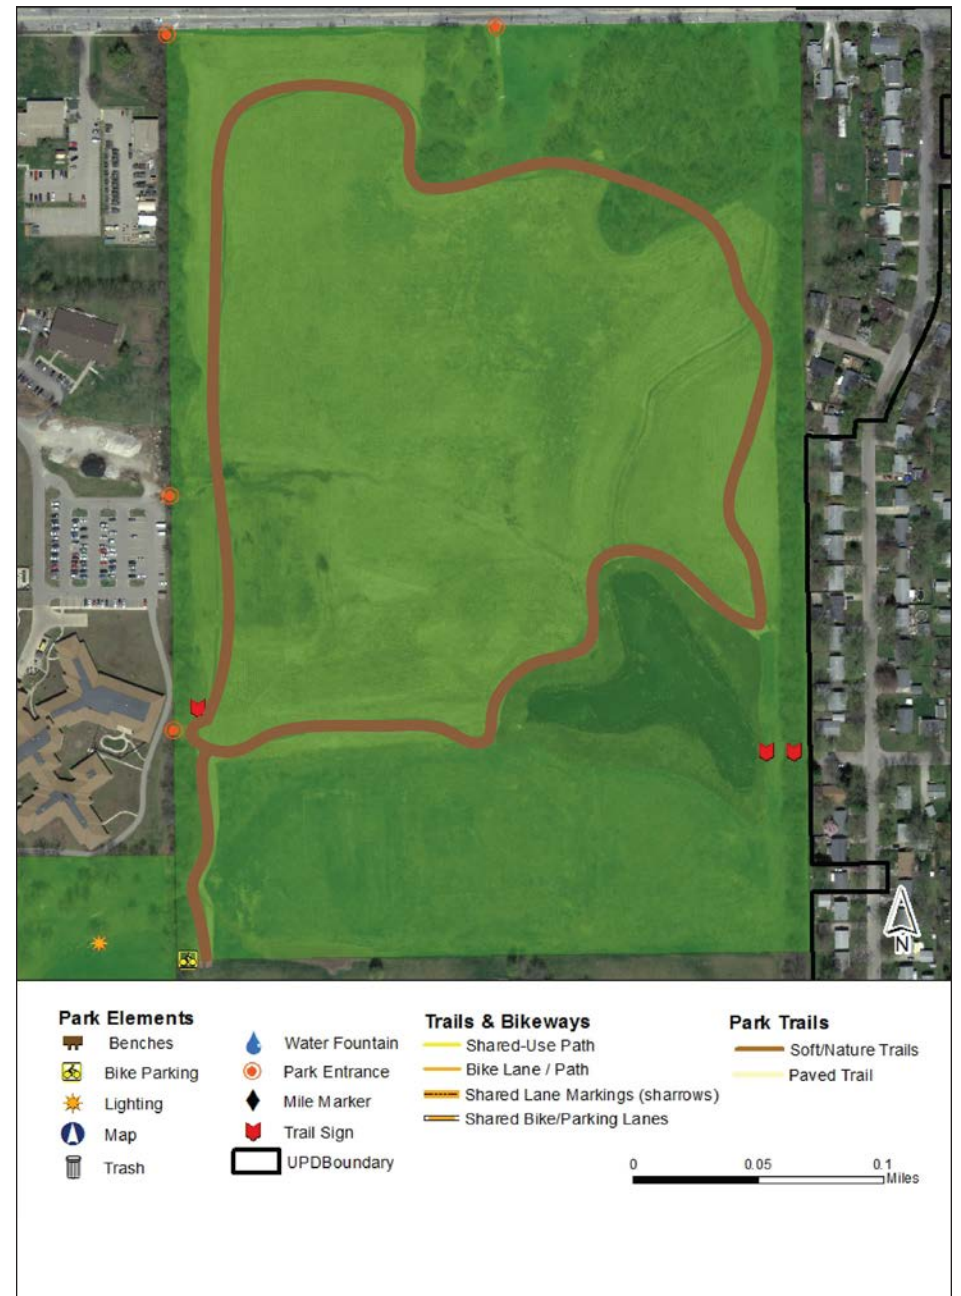 N
Park Elements
Benches
Bike Parking
Lighting
Map
Trash
Water Fountain
Park Entrance
Mile Marker
Trail Sign
UPDBoundary
Trails & Bikeways
Shared-Use Path
Bike Lane / Path
Shared Lane Markings (sharrows)
Shared Bike/Parking Lanes
Park Trails
Soft/Nature Trails
Paved Trail
0 0.05 0.1
Miles